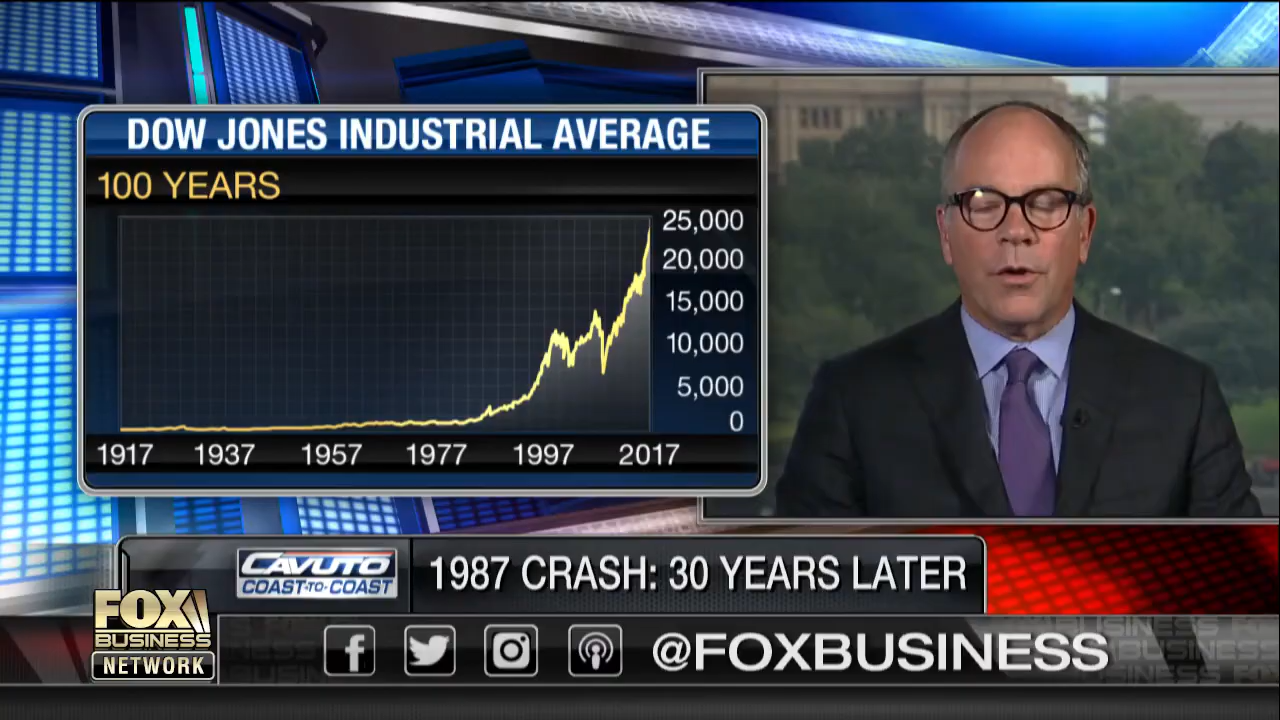 DOW JONES INDUSTRIAL AVERAGE
100 YEARS
25,000
20,000
15,000
10,000
5,000
0
1917 1937 1957 1977 1997 2017
CAVUTO
COAST-TO-COAST
1987 CRASH: 30 YEARS LATER
FOX
BUSINESS
NETWORK
@FOXBUSINESS